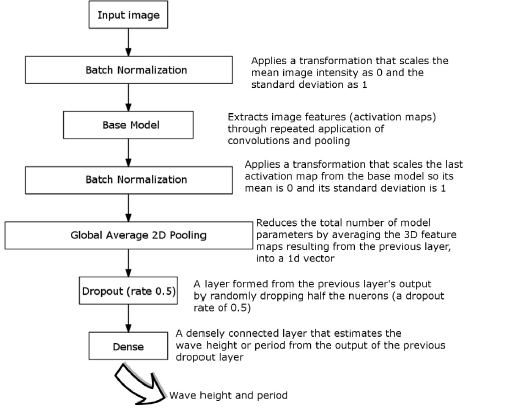 Input image
Batch Normalization
Applies a transformation that scales the
mean image intensity as 0 and the
standard deviation as 1
Base Model
Extracts image features (activation maps)
through repeated application of
convolutions and pooling
Batch Normalization
Applies a transformation that scales the last
activation map from the base model so its
mean is 0 and its standard deviation is 1
Global Average 2D Pooling
Reduces the total number of model
parameters by averaging the 3D feature
maps resulting from the previous layer,
into a 1d vector
Dropout (rate 0.5)
A layer formed from the previous layer's output
by randomly dropping half the nuerons (a dropout
rate of 0.5)
Dense
A densely connected layer that estimates the
wave height or period from the output of the previous
dropout layer
Wave height and period